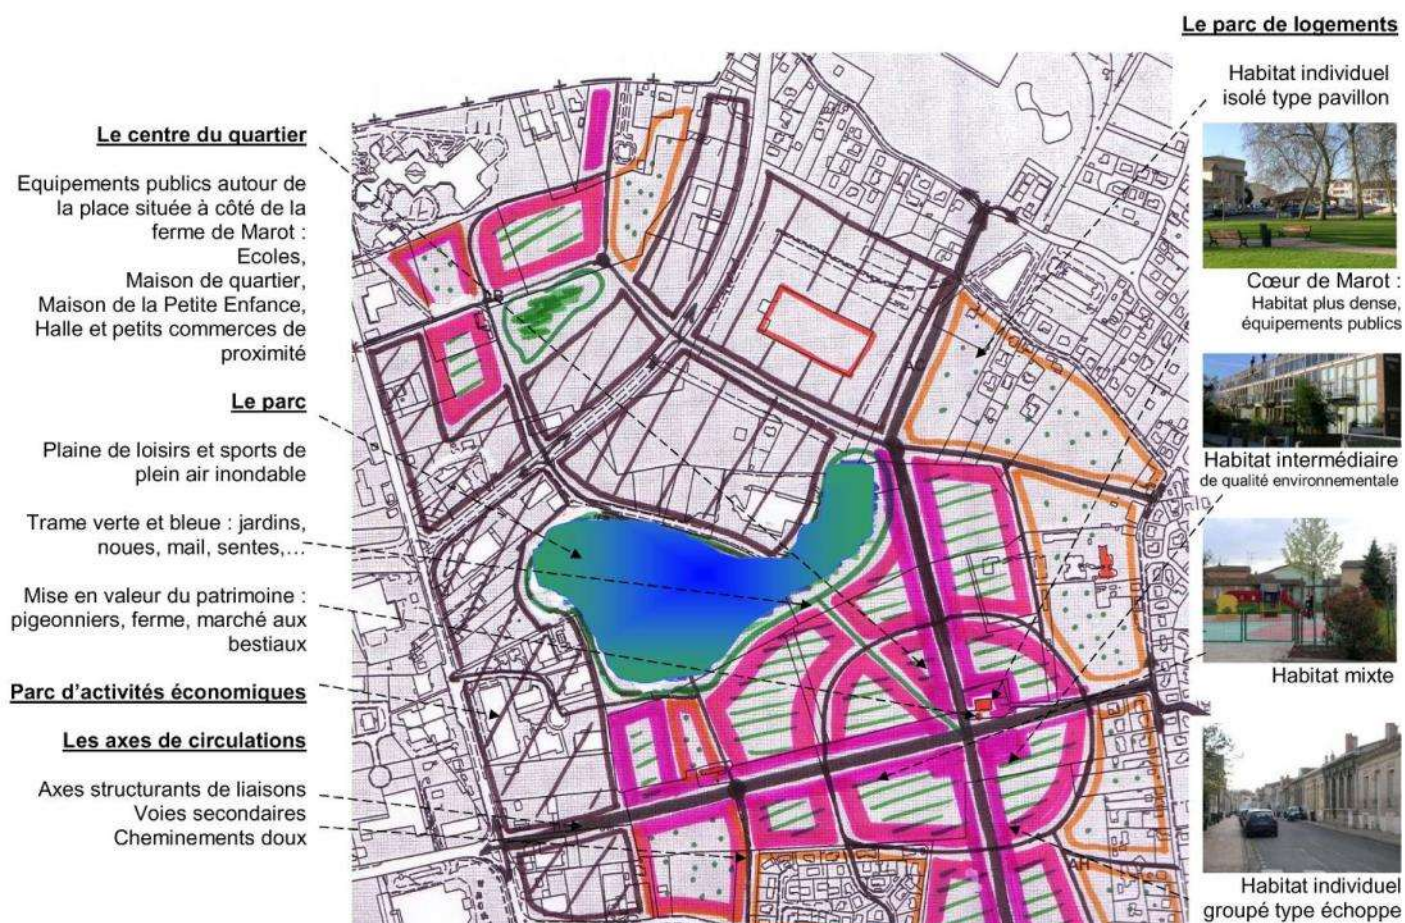 Le parc de logements
Habitat individuel
isolé type pavillon
Le centre du quartier
Equipements publics autour de
la place située à côté de la
ferme de Marot :
Ecoles,
Maison de quartier,
Maison de la Petite Enfance,
Halle et petits commerces de
proximité
Le parc
Plaine de loisirs et sports de
plein air inondable
Trame verte et bleue : jardins,
noues, mail, sentes,…
Mise en valeur du patrimoine :
pigeonniers, ferme, marché aux
bestiaux
Parc d'activités économiques
Les axes de circulations
Axes structurants de liaisons
Voies secondaires
Cheminements doux
Cœur de Marot :
Habitat plus dense,
équipements publics
Habitat intermédiaire
de qualité environnementale
Habitat mixte
Habitat individuel
groupé type échoppe
AH